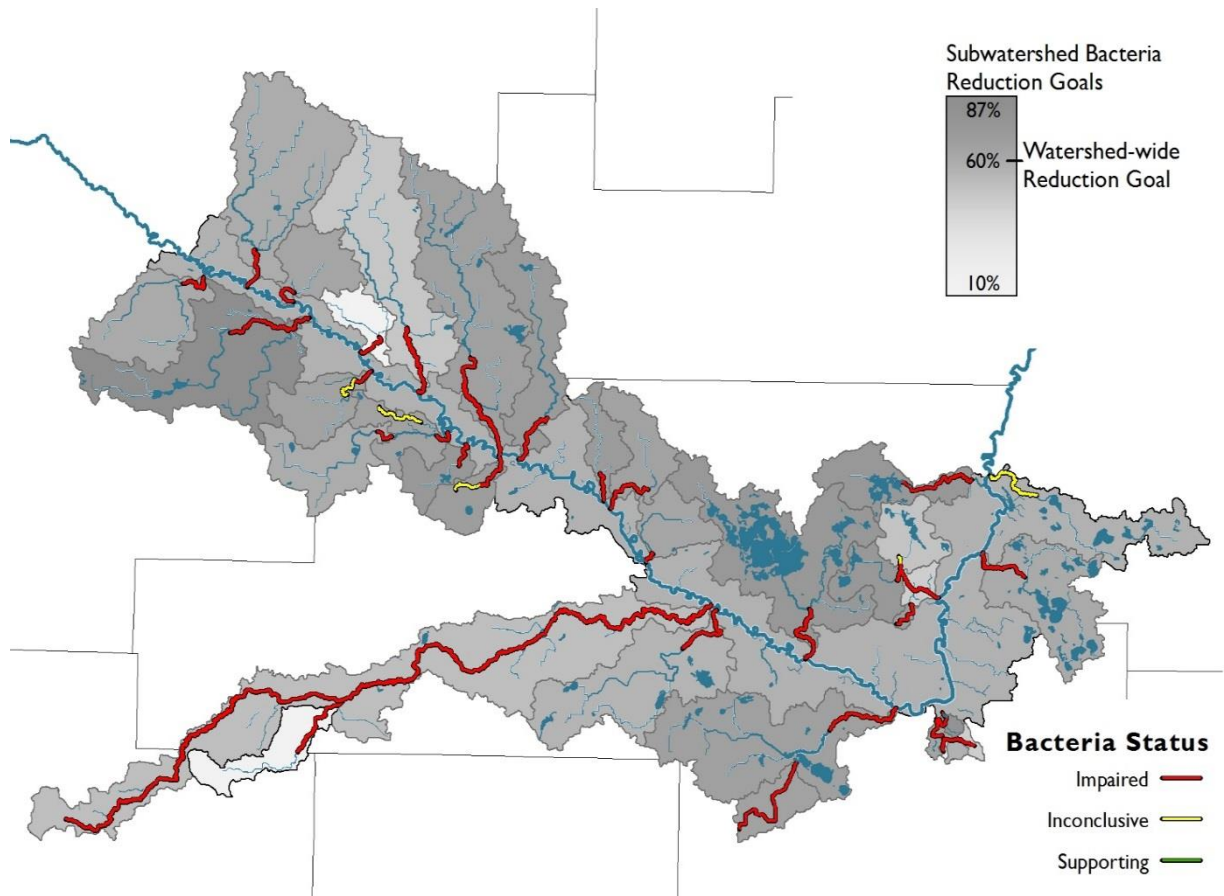 Subwatershed Bacteria
Reduction Goals
87%
60%
Watershed-wide
Reduction Goal
10%
Bacteria Status
Impaired
Inconclusive
Supporting